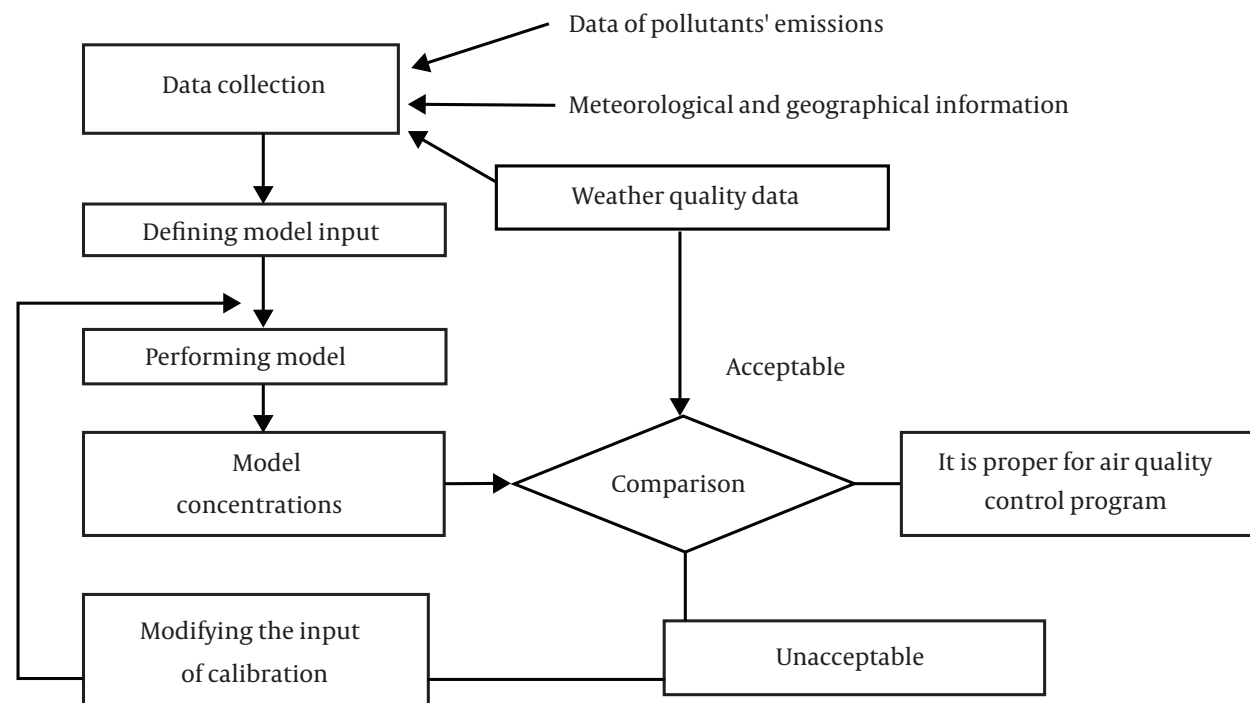 Data of pollutants' emissions
Data collection
Meteorological and geographical information
Weather quality data
Defining model input
Performing model
Acceptable
Model
concentrations
Comparison
It is proper for air quality
control program
Modifying the input
of calibration
Unacceptable